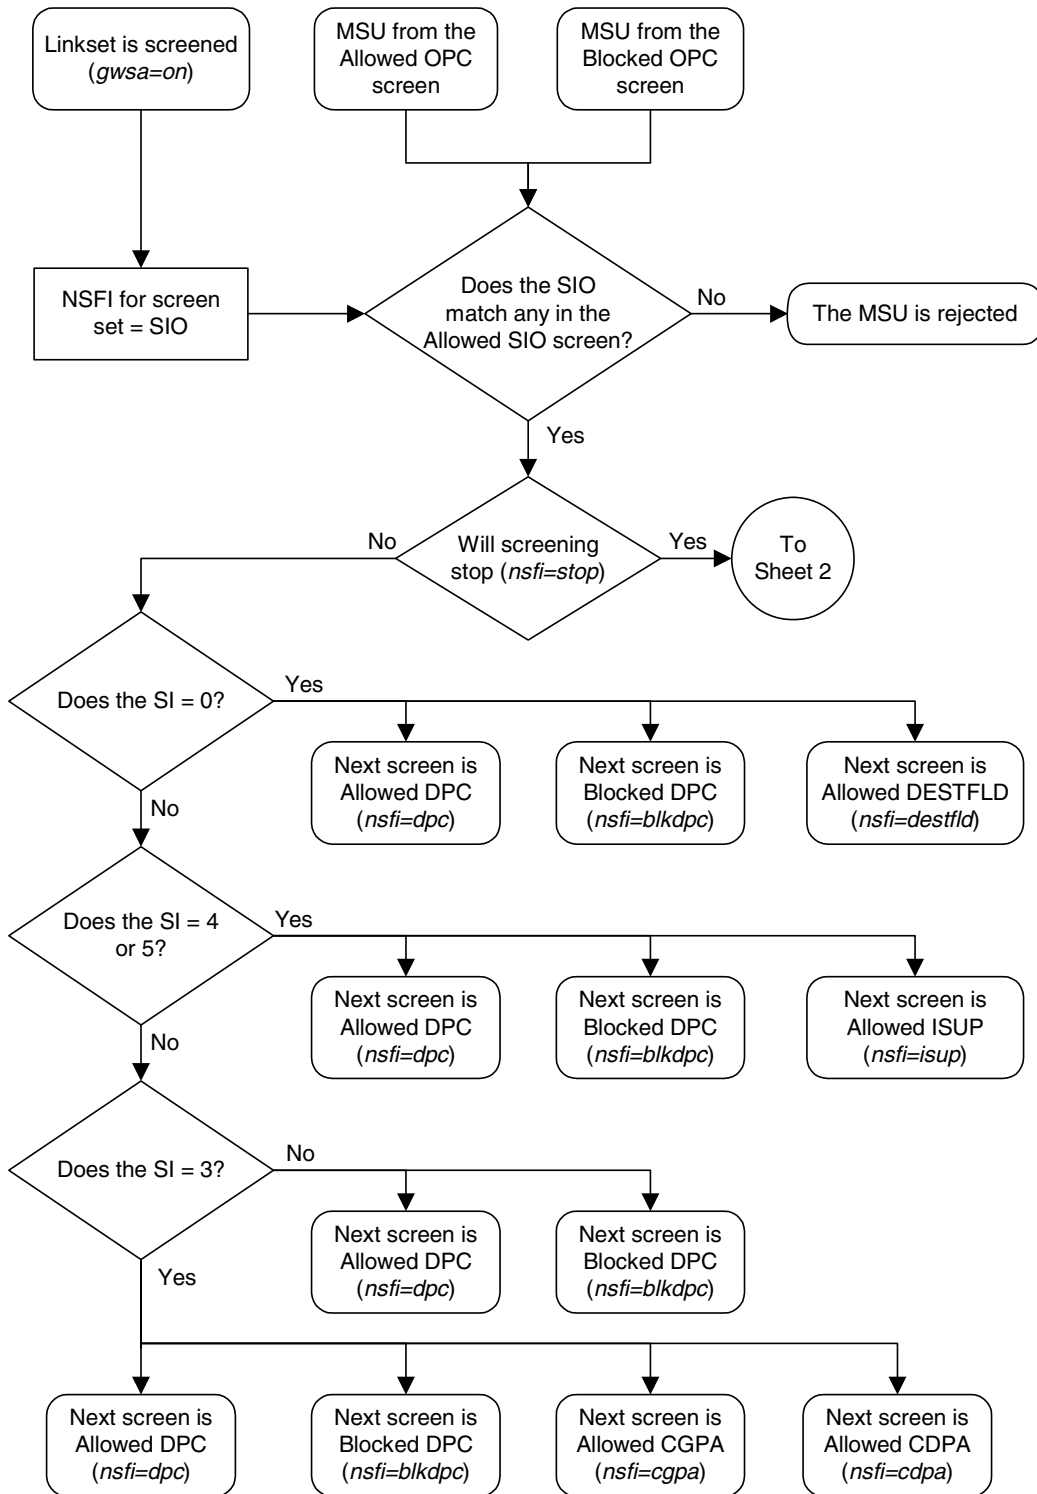 Linkset is screened
(gwsa=on)
MSU from the
Allowed OPC
screen
MSU from the
Blocked OPC
screen
NSFI for screen
set = SIO
Does the SIO
match any in the
Allowed SIO screen?
No
The MSU is rejected
Yes
Will screening
stop (nsfi=stop)
No
Yes
To
Sheet 2
Does the SI = 0?
Yes
Next screen is
Allowed DPC
(nsfi=dpc)
Next screen is
Blocked DPC
(nsfi=blkdpc)
Next screen is
Allowed DESTFLD
(nsfi=destfld)
No
Does the SI = 4
or 5?
Yes
Next screen is
Allowed DPC
(nsfi=dpc)
Next screen is
Blocked DPC
(nsfi=blkdpc)
Next screen is
Allowed ISUP
(nsfi=isup)
No
Does the SI = 3?
No
Next screen is
Allowed DPC
(nsfi=dpc)
Next screen is
Blocked DPC
(nsfi=blkdpc)
Yes
Next screen is
Allowed DPC
(nsfi=dpc)
Next screen is
Blocked DPC
(nsfi=blkdpc)
Next screen is
Allowed CGPA
(nsfi=cgpa)
Next screen is
Allowed CDPA
(nsfi=cdpa)